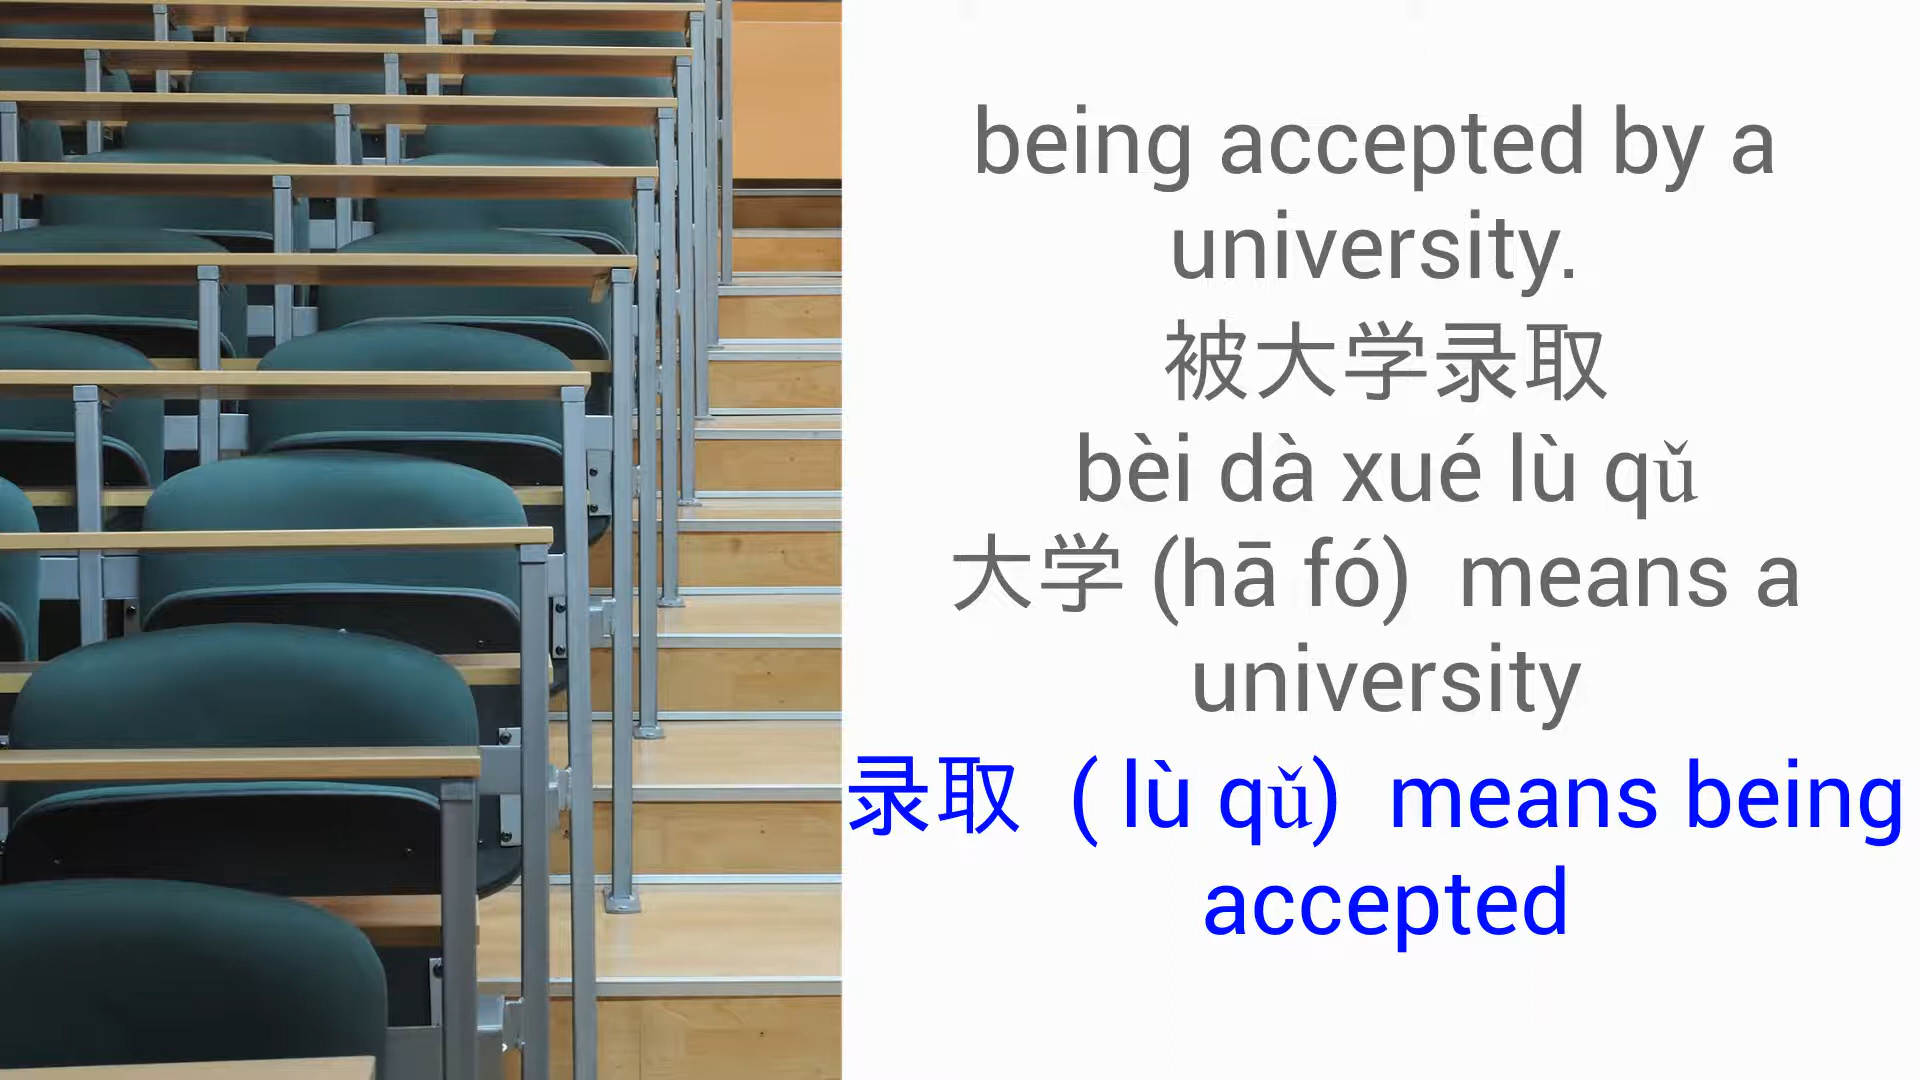 being accepted by a
university.
被大学录取
bèi dà xué lù qǔ
大学 (hā fó)  means a
university
录取  ( lù qǔ)  means being
accepted